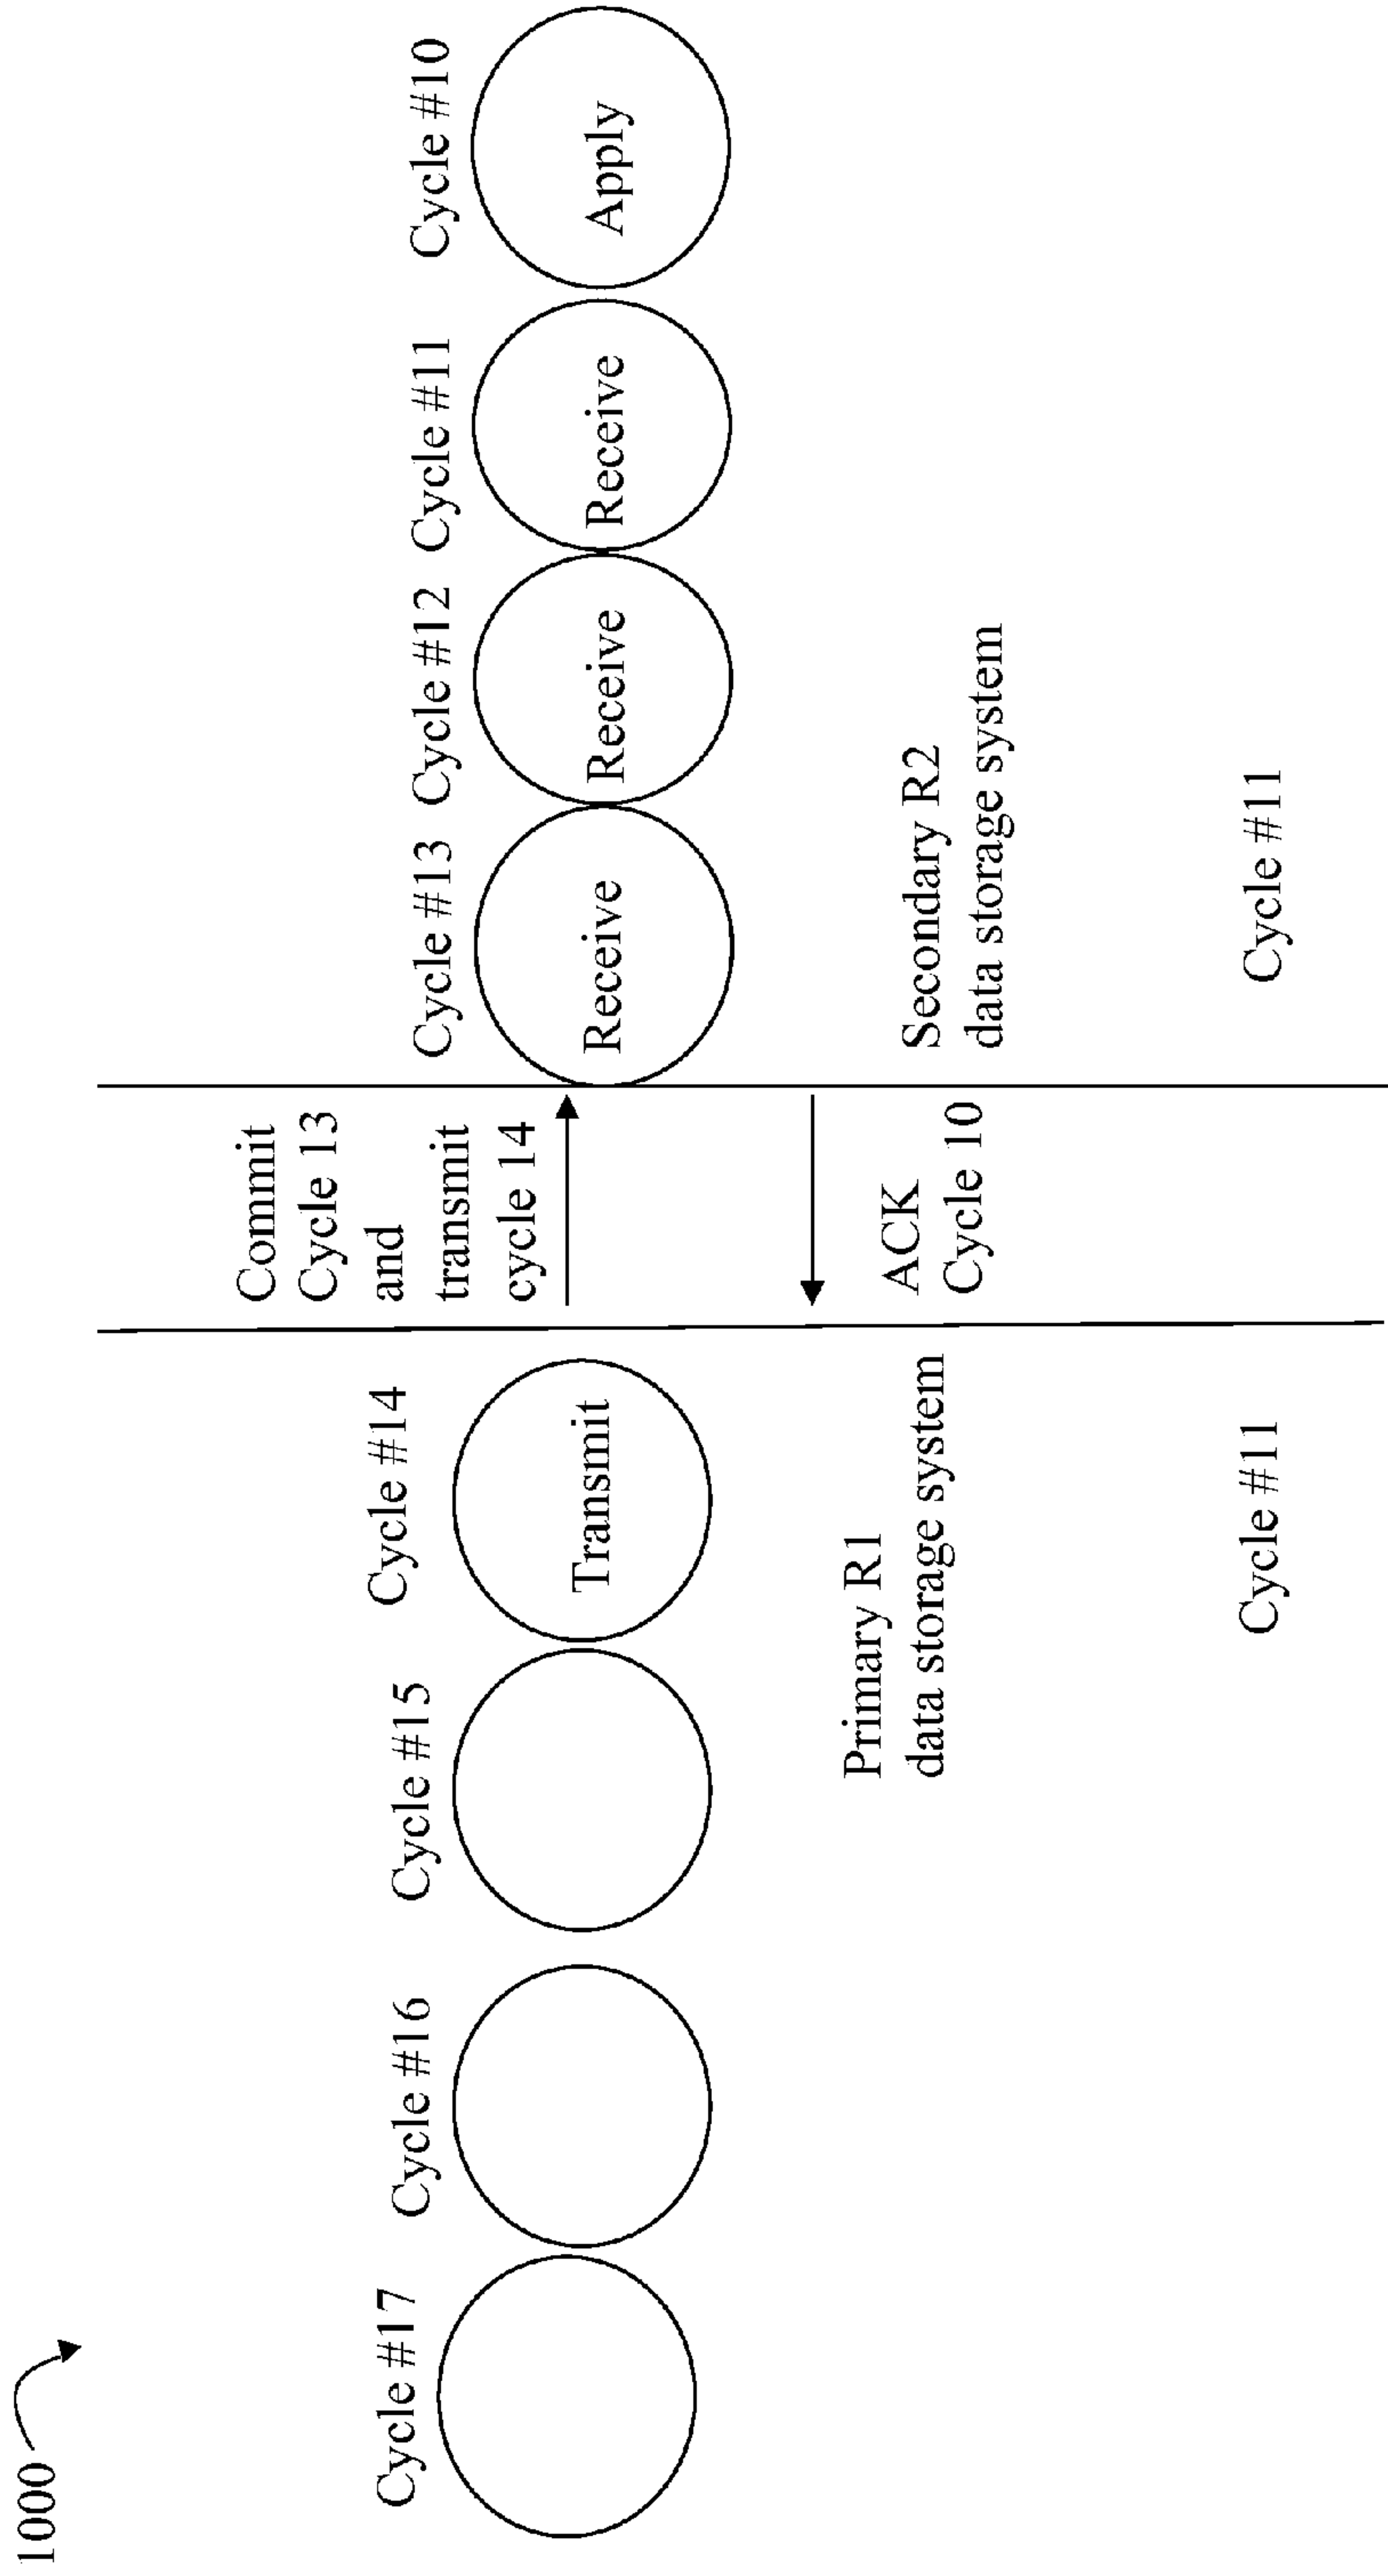 1000
Cycle #17
Cycle #16
Cycle #15
Cycle #14
Transmit
Primary R1
data storage system
Cycle #11
Commit
Cycle 13
and
transmit
cycle 14
ACK
Cycle 10
Cycle #13
Cycle #12
Cycle #11
Cycle #10
Receive
Receive
Receive
Apply
Secondary R2
data storage system
Cycle #11